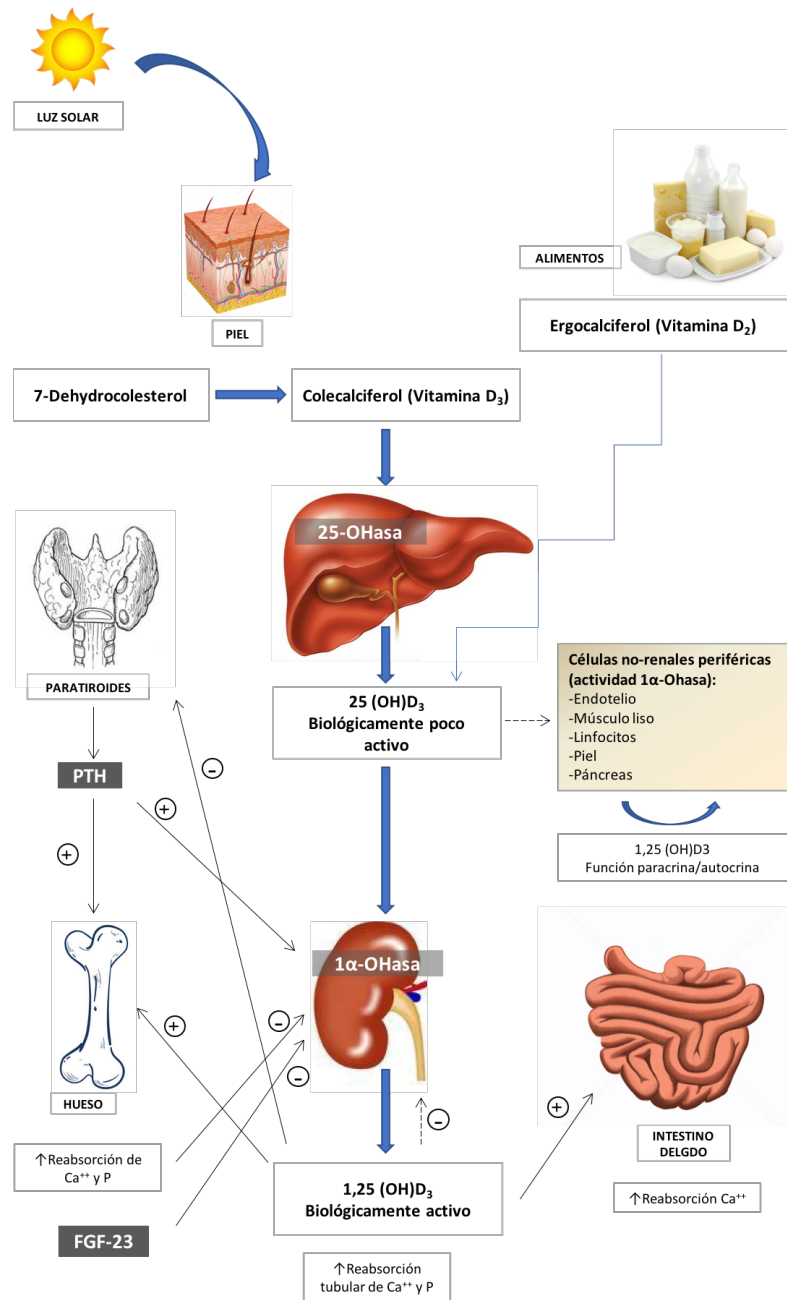 LUZ SOLAR
PIEL
ALIMENTOS
Ergocalciferol (Vitamina D₂)
7-Dehydrocolesterol
Colecalciferol (Vitamina D₃)
25-OHasa
PARATIROIDES
25 (OH)D₃
Biológicamente poco
activo
Células no-renales periféricas
(actividad 1α-Ohasa):
-Endotelio
-Músculo liso
-Linfocitos
-Piel
-Páncreas
1,25 (OH)D3
Función paracrina/autocrina
PTH
-
+
+
1α-OHasa
+
-
-
-
+
HUESO
INTESTINO
DELGDO
↑Reabsorción de
Ca⁺⁺ y P
1,25 (OH)D₃
Biológicamente activo
↑Reabsorción Ca⁺⁺
FGF-23
↑Reabsorción
tubular de Ca⁺⁺ y P